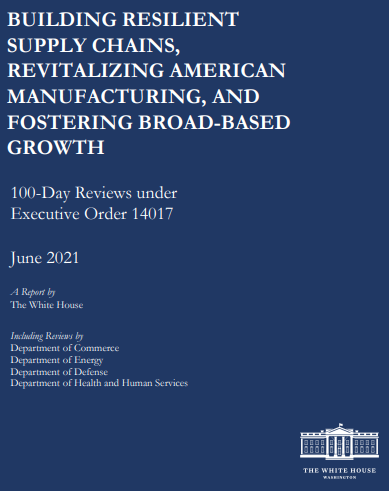 BUILDING RESILIENT
SUPPLY CHAINS,
REVITALIZING AMERICAN
MANUFACTURING, AND
FOSTERING BROAD-BASED
GROWTH
100-Day Reviews under
Executive Order 14017
June 2021
A Report by
The White House
Including Reviews by
Department of Commerce
Department of Energy
Department of Defense
Department of Health and Human Services
THE WHITE HOUSE
WASHINGTON